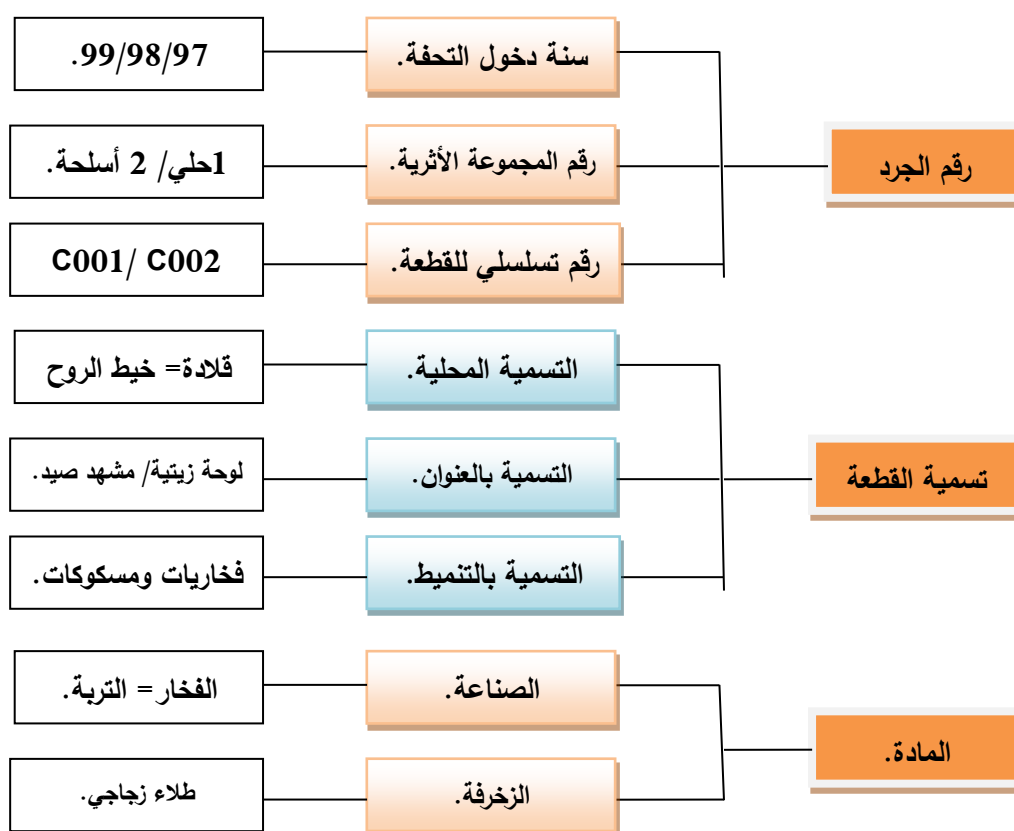 رقم الجرد
سنة دخول التحفة.
99/98/97.
رقم المجموعة الأثرية.
1حلي/ 2 أسلحة.
رقم تسلسلي للقطعة.
C001/ C002
تسمية القطعة
التسمية المحلية.
قلادة= خيط الروح
التسمية بالعنوان.
لوحة زيتية/ مشهد صيد.
التسمية بالتنميط.
فخاريات ومسكوكات.
المادة.
الصناعة.
الفخار= التربة.
الزخرفة.
طلاء زجاجي.